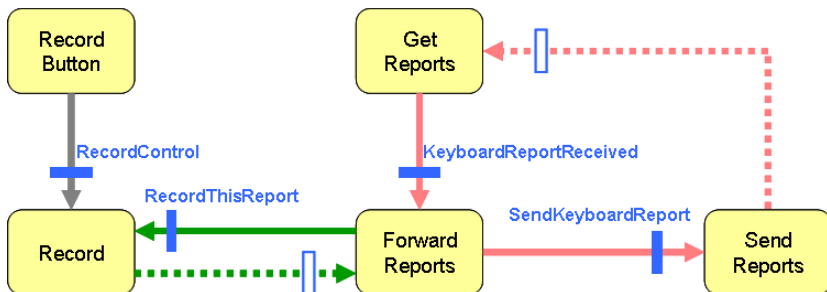 Record
Button
Get
Reports
RecordControl
KeyboardReportReceived
RecordThisReport
SendKeyboardReport
Record
Forward
Reports
Send
Reports